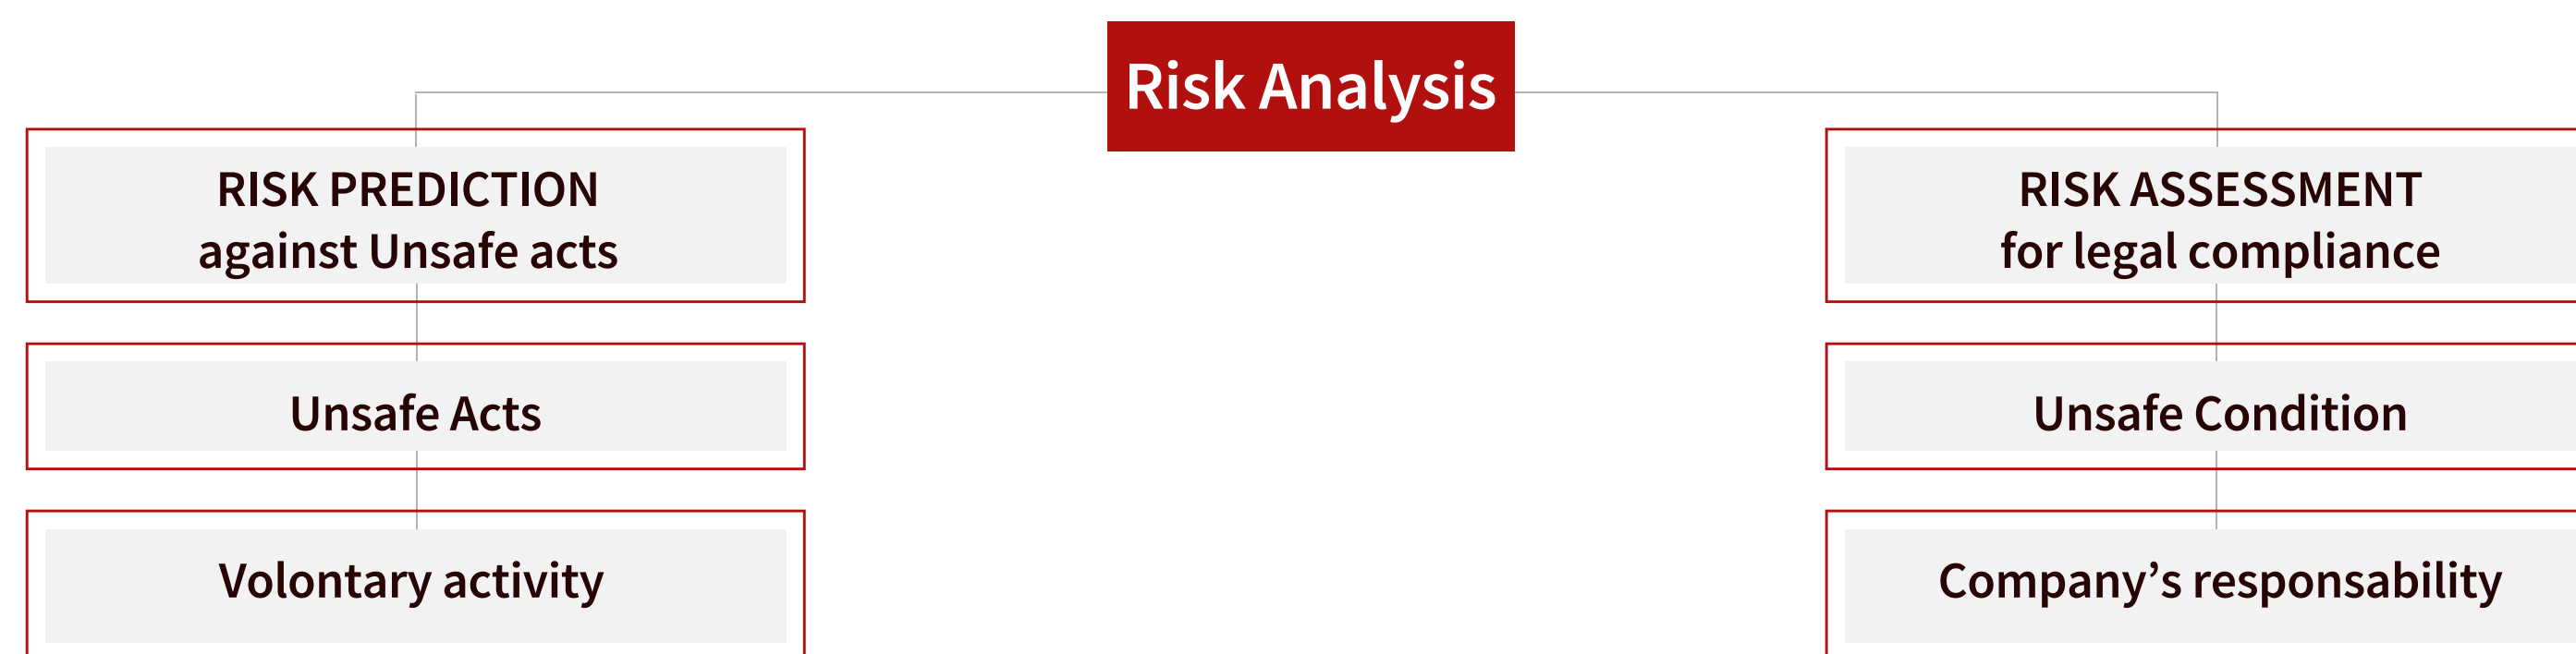 Risk Analysis
RISK PREDICTION
against Unsafe acts
RISK ASSESSMENT
for legal compliance
Unsafe Acts
Unsafe Condition
Volontary activity
Company’s responsability